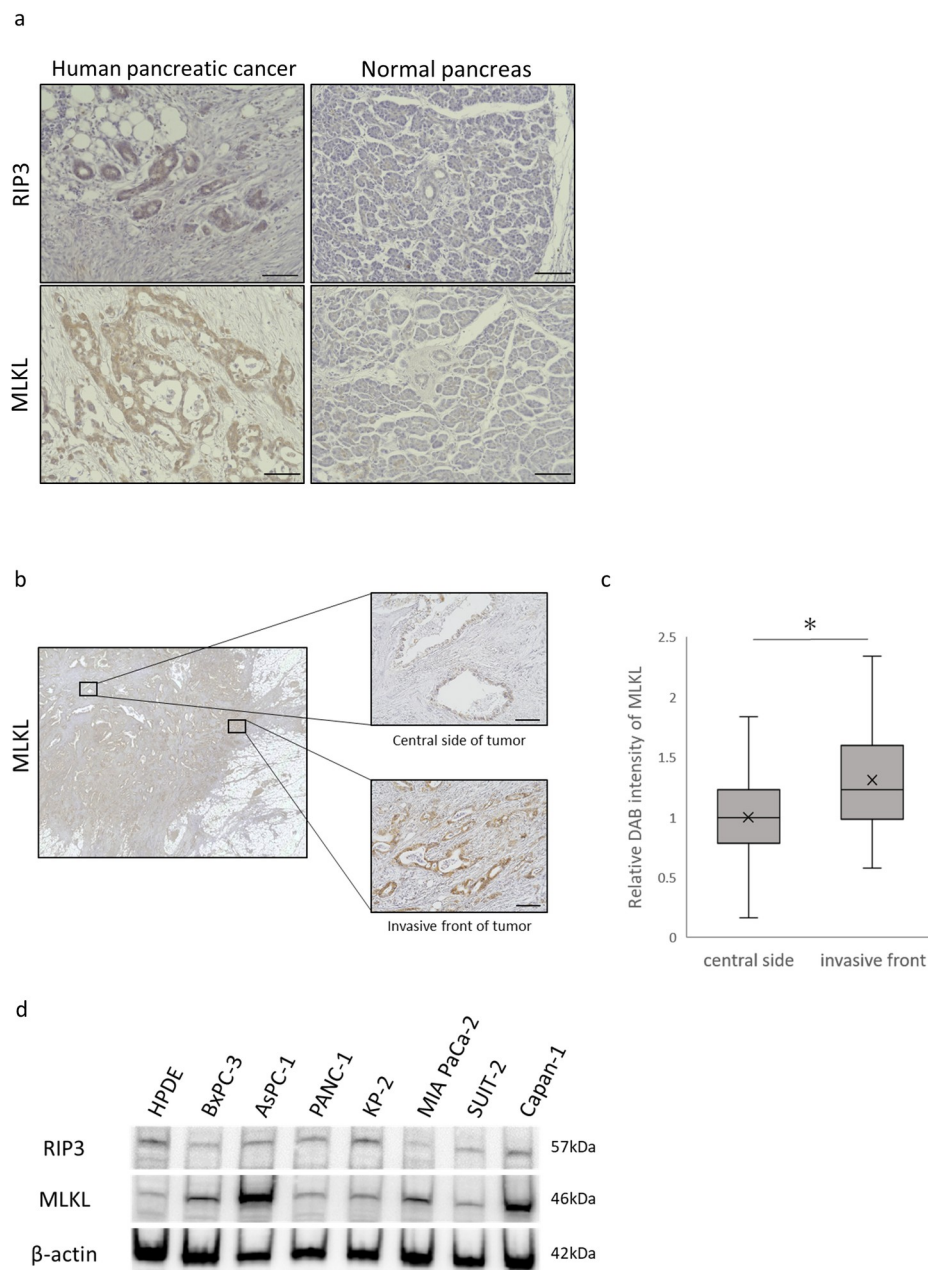 a
Human pancreatic cancer
Normal pancreas
RIP3
MLKL
b
MLKL
Central side of tumor
Invasive front of tumor
c
Relative DAB intensity of MLKL
2.5
2
1.5
1
0.5
0
*
central side
invasive front
d
HPDE
BxPC-3
AsPC-1
PANC-1
KP-2
MIA PaCa-2
SUIT-2
Capan-1
RIP3
57kDa
MLKL
46kDa
β-actin
42kDa